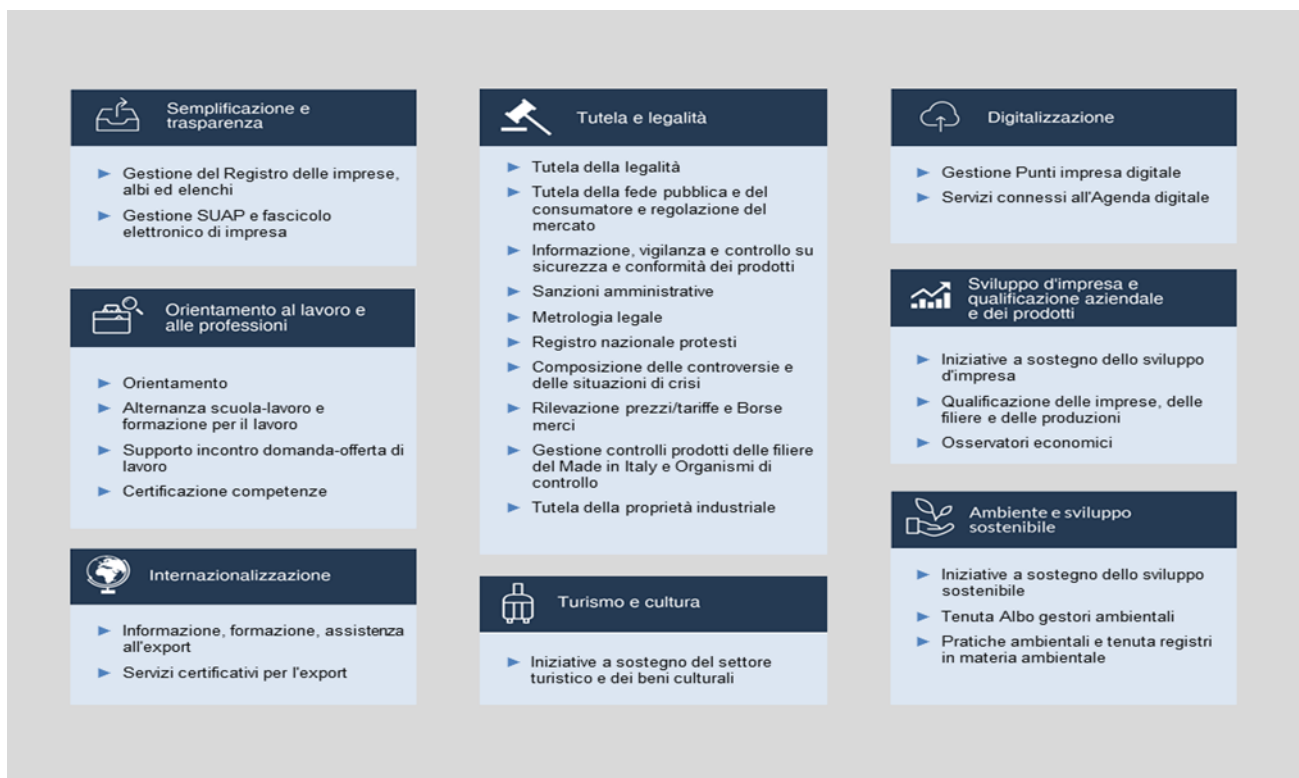 Semplificazione e
trasparenza
Gestione del Registro delle imprese,
albi ed elenchi
Gestione SUAP e fascicolo
elettronico di impresa
Orientamento al lavoro e
alle professioni
Orientamento
Alternanza scuola-lavoro e
formazione per il lavoro
Supporto incontro domanda-offerta di
lavoro
Certificazione competenze
Internazionalizzazione
Informazione, formazione, assistenza
all'export
Servizi certificativi per l'export
Tutela e legalità
Tutela della legalità
Tutela della fede pubblica e del
consumatore e regolazione del
mercato
Informazione, vigilanza e controllo su
sicurezza e conformità dei prodotti
Sanzioni amministrative
Metrologia legale
Registro nazionale protesti
Composizione delle controversie e
delle situazioni di crisi
Rilevazione prezzi/tariffe e Borse
merci
Gestione controlli prodotti delle filiere
del Made in Italy e Organismi di
controllo
Tutela della proprietà industriale
Turismo e cultura
Iniziative a sostegno del settore
turistico e dei beni culturali
Digitalizzazione
Gestione Punti impresa digitale
Servizi connessi all'Agenda digitale
Sviluppo d'impresa e
qualificazione aziendale
e dei prodotti
Iniziative a sostegno dello sviluppo
d'impresa
Qualificazione delle imprese, delle
filiere e delle produzioni
Osservatori economici
Ambiente e sviluppo
sostenibile
Iniziative a sostegno dello sviluppo
sostenibile
Tenuta Albo gestori ambientali
Pratiche ambientali e tenuta registri
in materia ambientale